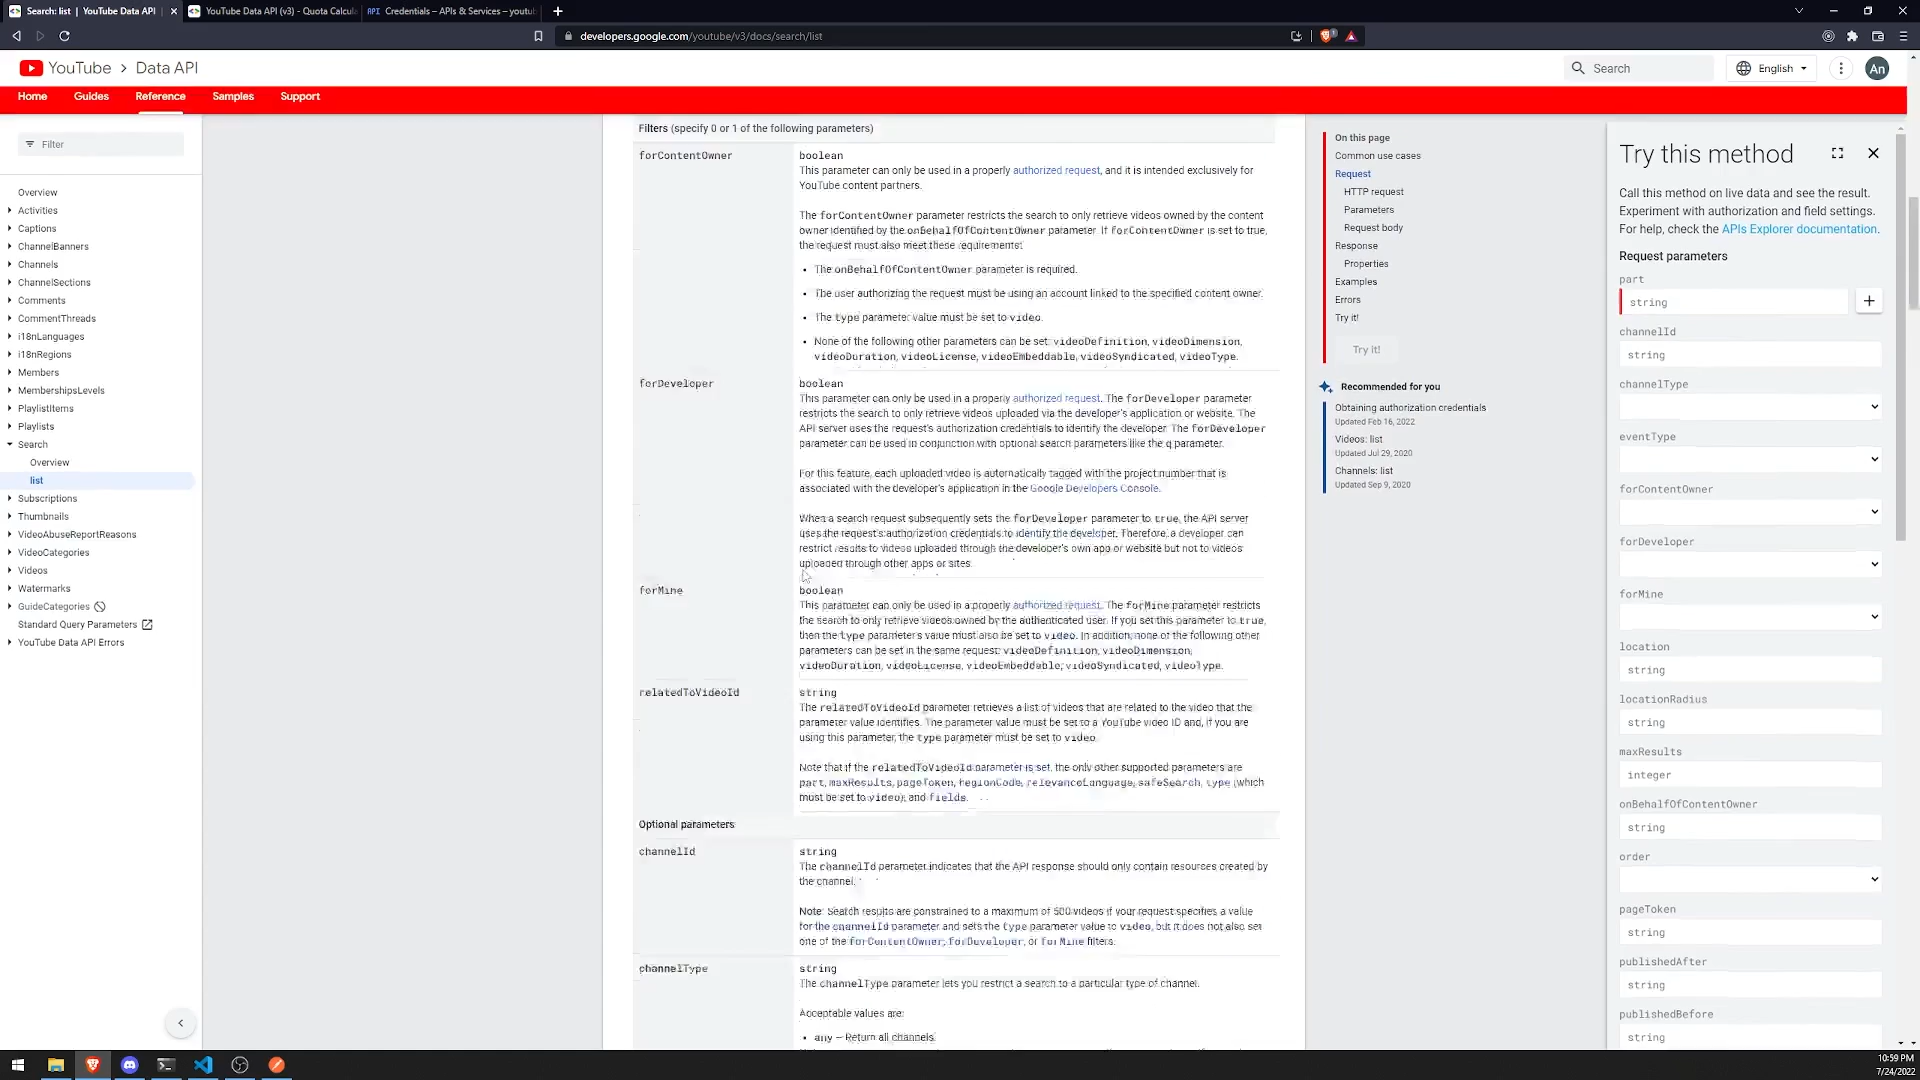 Search: list | YouTube Data API
YouTube Data API (v3) - Quota Calcula
API Credentials – APIs & Services – youtub
developers.google.com/youtube/v3/docs/search/list
YouTube > Data API
Search
English
An
Home Guides Reference Samples Support
Filter
Overview
Activities
Captions
ChannelBanners
Channels
ChannelSections
Comments
CommentThreads
i18nLanguages
i18nRegions
Members
MembershipsLevels
PlaylistItems
Playlists
Search
Overview
list
Subscriptions
Thumbnails
VideoAbuseReportReasons
VideoCategories
Videos
Watermarks
GuideCategories
Standard Query Parameters
YouTube Data API Errors
Filters (specify 0 or 1 of the following parameters)
forContentOwner
boolean
This parameter can only be used in a properly authorized request, and it is intended exclusively for
YouTube content partners.
The forContentOwner parameter restricts the search to only retrieve videos owned by the content
owner identified by the onBehalfOfContentOwner parameter. If forContentOwner is set to true,
the request must also meet these requirements:
• The onBehalfOfContentOwner parameter is required.
• The user authorizing the request must be using an account linked to the specified content owner.
• The type parameter value must be set to video.
• None of the following other parameters can be set: videoDefinition, videoDimension,
videoDuration, videoLicense, videoEmbeddable, videoSyndicated, videoType.
forDeveloper
boolean
This parameter can only be used in a properly authorized request. The forDeveloper parameter
restricts the search to only retrieve videos uploaded via the developer's application or website. The
API server uses the request's authorization credentials to identify the developer. The forDeveloper
parameter can be used in conjunction with optional search parameters like the q parameter.
For this feature, each uploaded video is automatically tagged with the project number that is
associated with the developer's application in the Google Developers Console.
When a search request subsequently sets the forDeveloper parameter to true, the API server
uses the request's authorization credentials to identify the developer. Therefore, a developer can
restrict results to videos uploaded through the developer's own app or website but not to videos
uploaded through other apps or sites.
forMine
boolean
This parameter can only be used in a properly authorized request. The forMine parameter restricts
the search to only retrieve videos owned by the authenticated user. If you set this parameter to true,
then the type parameter's value must also be set to video. In addition, none of the following other
parameters can be set in the same request: videoDefinition, videoDimension,
videoDuration, videoLicense, videoEmbeddable, videoSyndicated, videoType.
relatedToVideoId
string
The relatedToVideoId parameter retrieves a list of videos that are related to the video that the
parameter value identifies. The parameter value must be set to a YouTube video ID and, if you are
using this parameter, the type parameter must be set to video.
Note that if the relatedToVideoId parameter is set, the only other supported parameters are
part, maxResults, pageToken, regionCode, relevanceLanguage, safeSearch, type (which
must be set to video), and fields.
Optional parameters
channelId
string
The channelId parameter indicates that the API response should only contain resources created by
the channel.
Note: Search results are constrained to a maximum of 500 videos if your request specifies a value
for the channelId parameter and sets the type parameter value to video, but it does not also set
one of the forContentOwner, forDeveloper, or forMine filters.
channelType
string
The channelType parameter lets you restrict a search to a particular type of channel.
Acceptable values are:
• any – Return all channels.
On this page
Common use cases
Request
HTTP request
Parameters
Request body
Response
Properties
Examples
Errors
Try it!
Try it!
Recommended for you
Obtaining authorization credentials
Updated Feb 16, 2022
Videos: list
Updated Jul 29, 2020
Channels: list
Updated Sep 9, 2020
Try this method
Call this method on live data and see the result.
Experiment with authorization and field settings.
For help, check the APIs Explorer documentation.
Request parameters
part
string
channelId
string
channelType
eventType
forContentOwner
forDeveloper
forMine
location
string
locationRadius
string
maxResults
integer
onBehalfOfContentOwner
string
order
pageToken
string
publishedAfter
string
publishedBefore
string
10:59 PM
7/24/2022